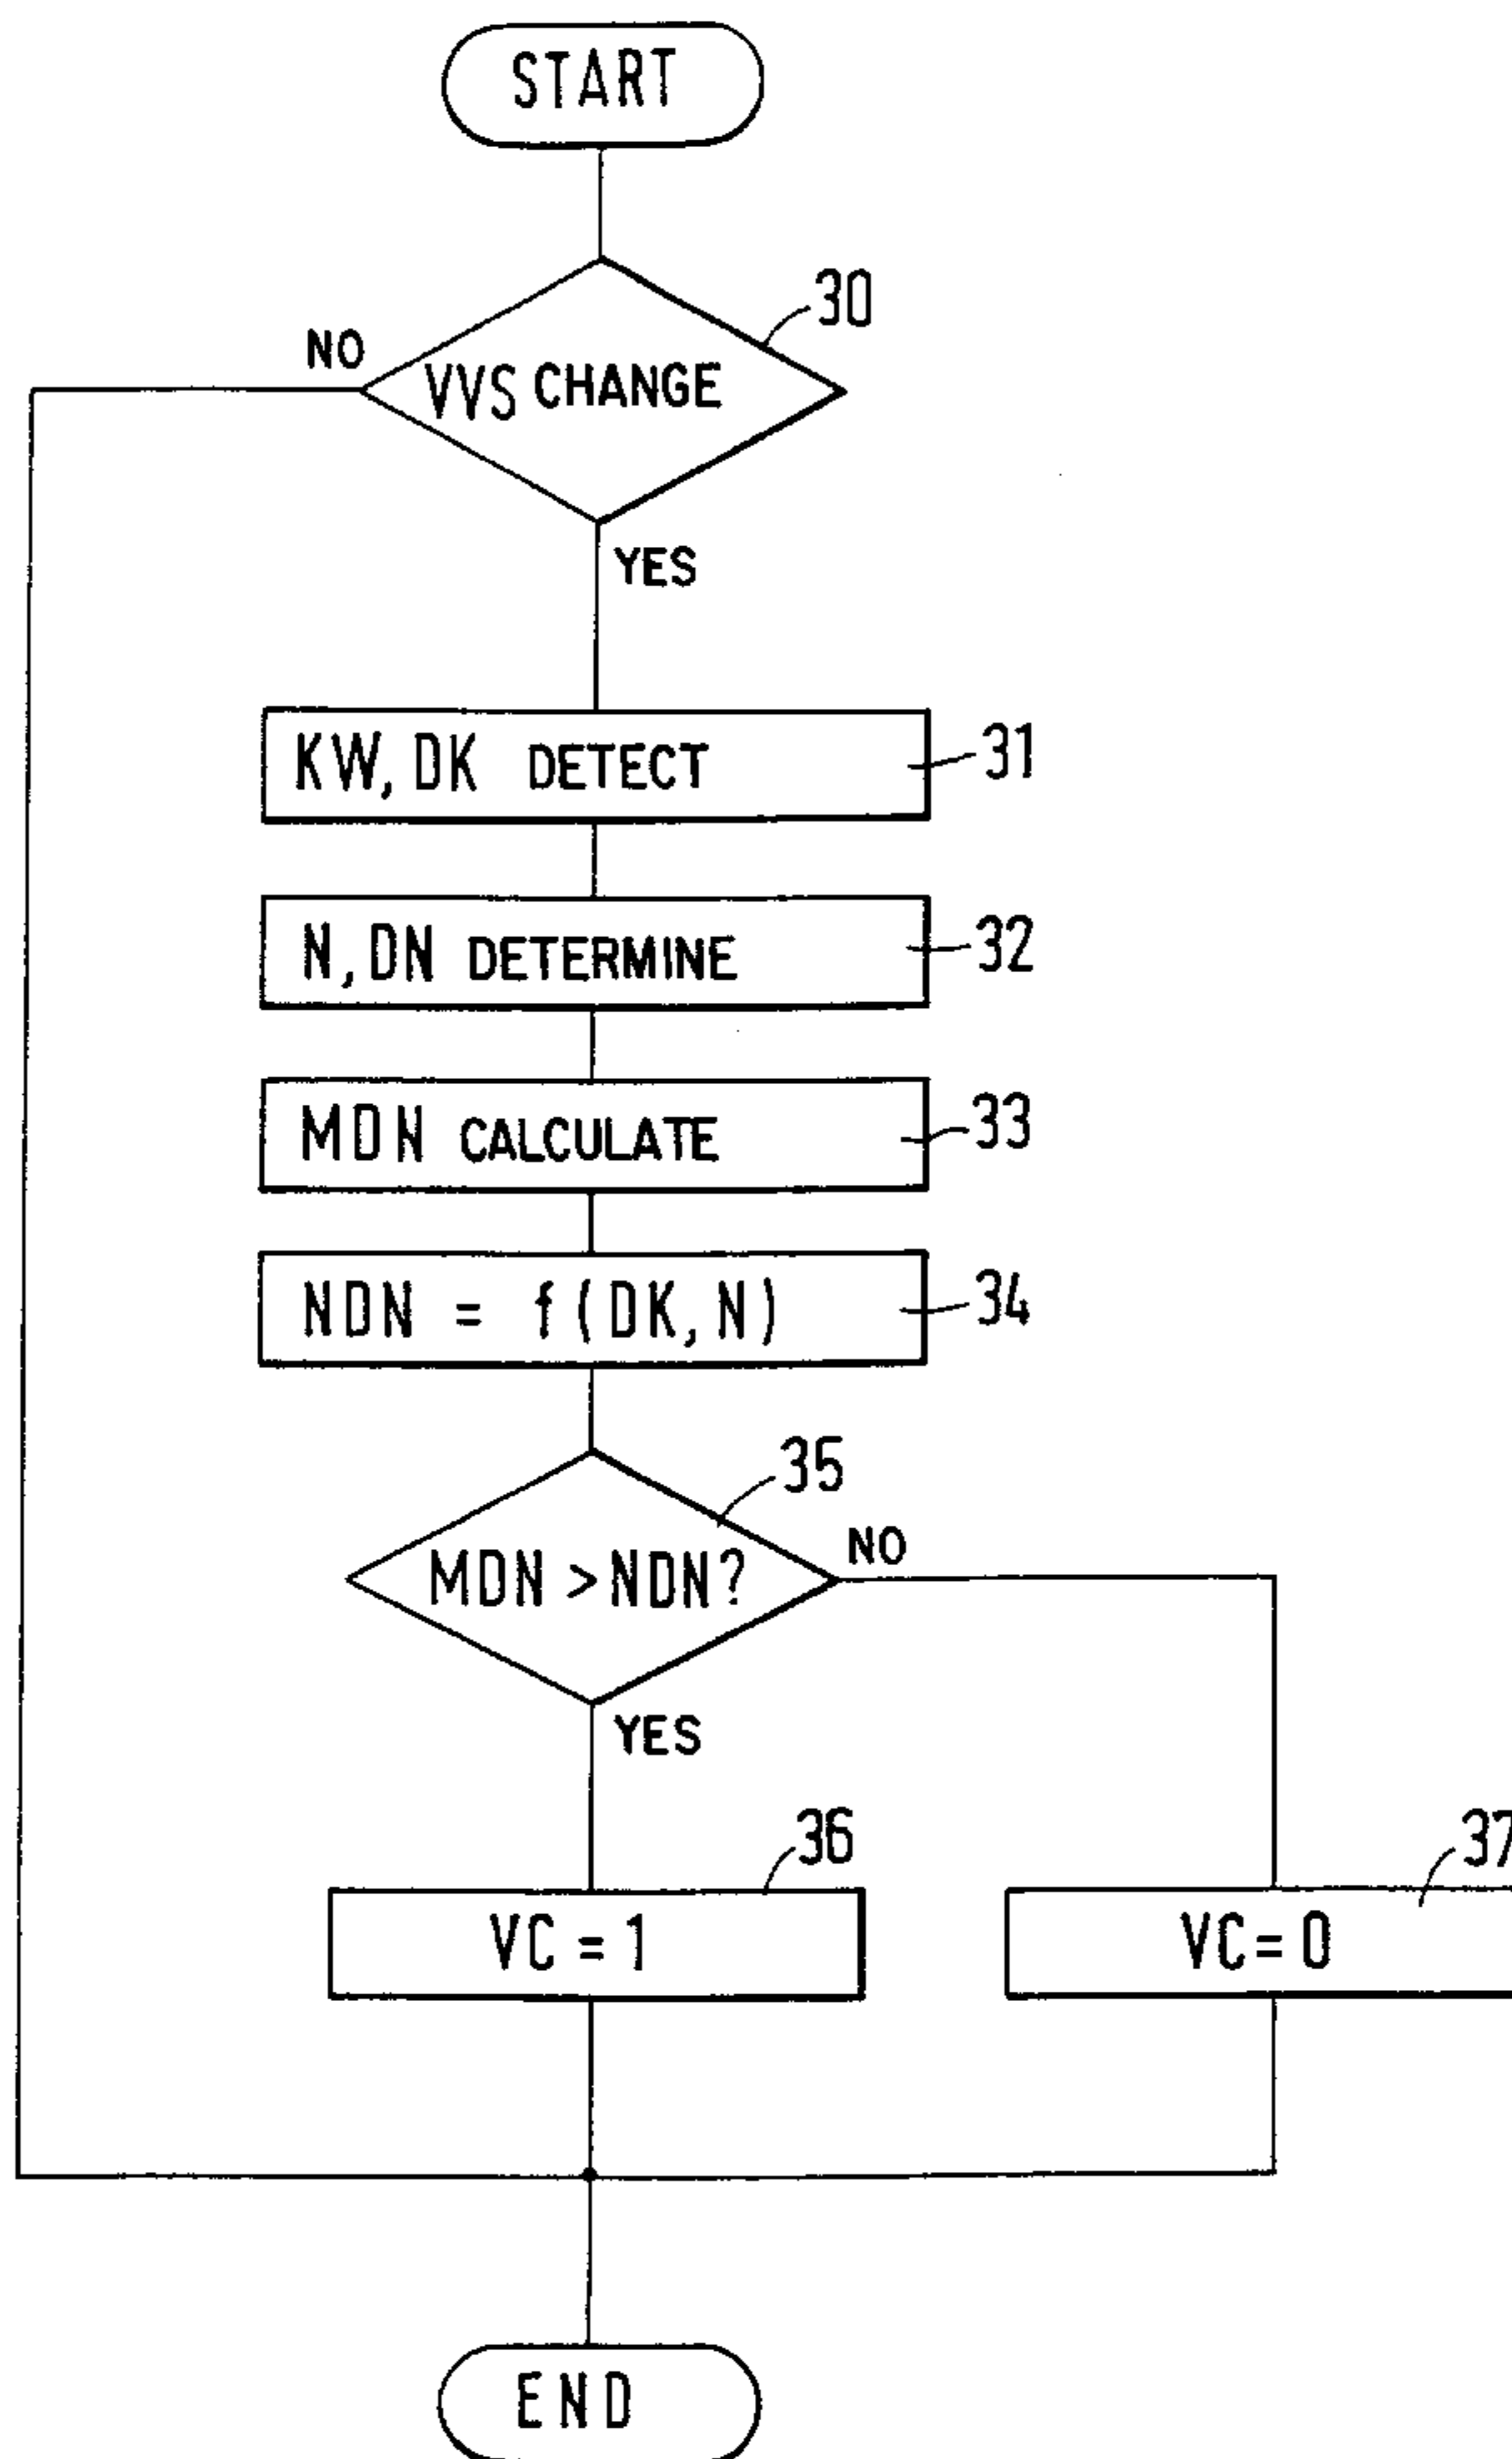 START
30
NO
VVS CHANGE
YES
KW, DK DETECT
31
N, DN DETERMINE
32
MDN CALCULATE
33
NDN = f(DK, N)
34
35
MDN > NDN?
NO
YES
36
37
VC = 1
VC = 0
END